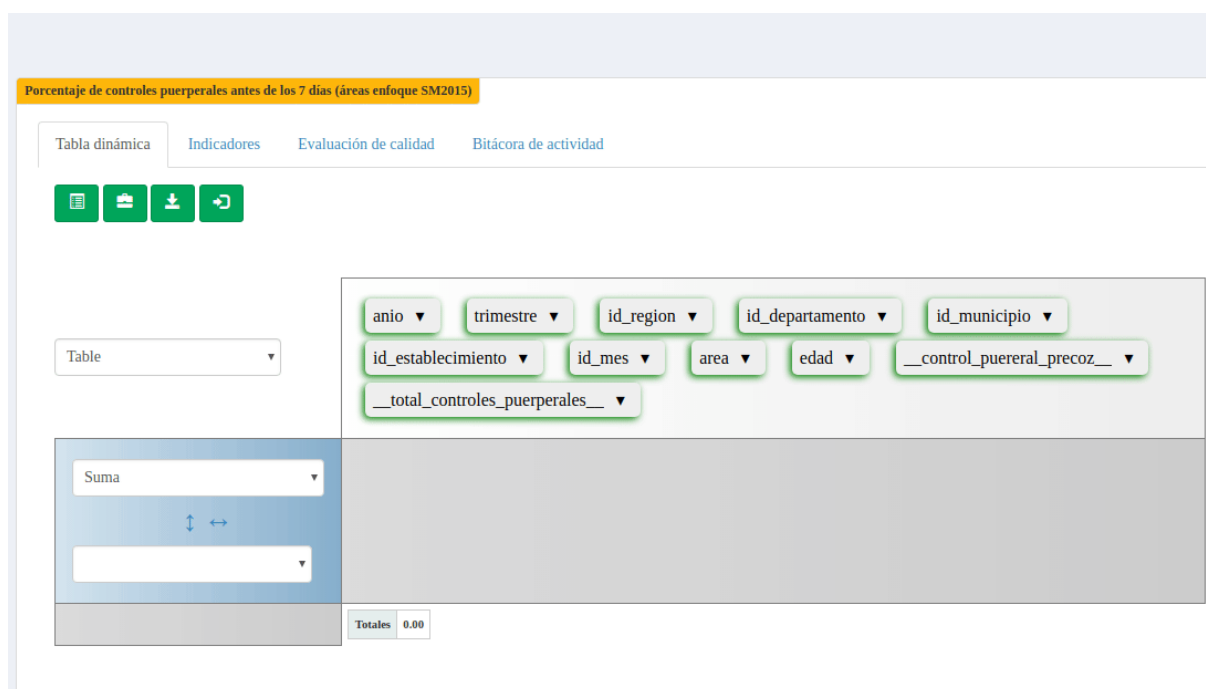 Porcentaje de controles puerperales antes de los 7 días (áreas enfoque SM2015)
Tabla dinámica Indicadores Evaluación de calidad Bitácora de actividad
anio ▼ trimestre ▼ id_region ▼ id_departamento ▼ id_municipio ▼
Table ▼ id_establecimiento ▼ id_mes ▼ area ▼ edad ▼ __control_puereral_precoz__ ▼
__total_controles_puerperales__ ▼
Suma ▼
↕ ↔
▼
Totales 0.00